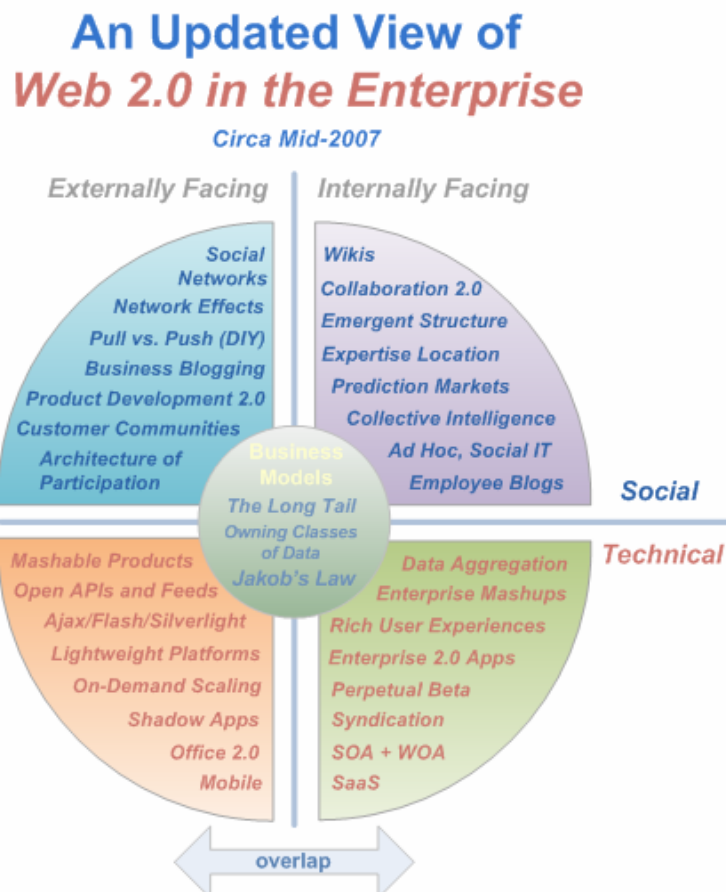 An Updated View of
Web 2.0 in the Enterprise
Circa Mid-2007
Externally Facing
Internally Facing
Social
Networks
Network Effects
Pull vs. Push (DIY)
Business Blogging
Product Development 2.0
Customer Communities
Architecture of
Participation
Wikis
Collaboration 2.0
Emergent Structure
Expertise Location
Prediction Markets
Collective Intelligence
Ad Hoc, Social IT
Employee Blogs
Business
Models
The Long Tail
Owning Classes
of Data
Jakob's Law
Social
Technical
Mashable Products
Open APIs and Feeds
Ajax/Flash/Silverlight
Lightweight Platforms
On-Demand Scaling
Shadow Apps
Office 2.0
Mobile
Data Aggregation
Enterprise Mashups
Rich User Experiences
Enterprise 2.0 Apps
Perpetual Beta
Syndication
SOA + WOA
SaaS
overlap